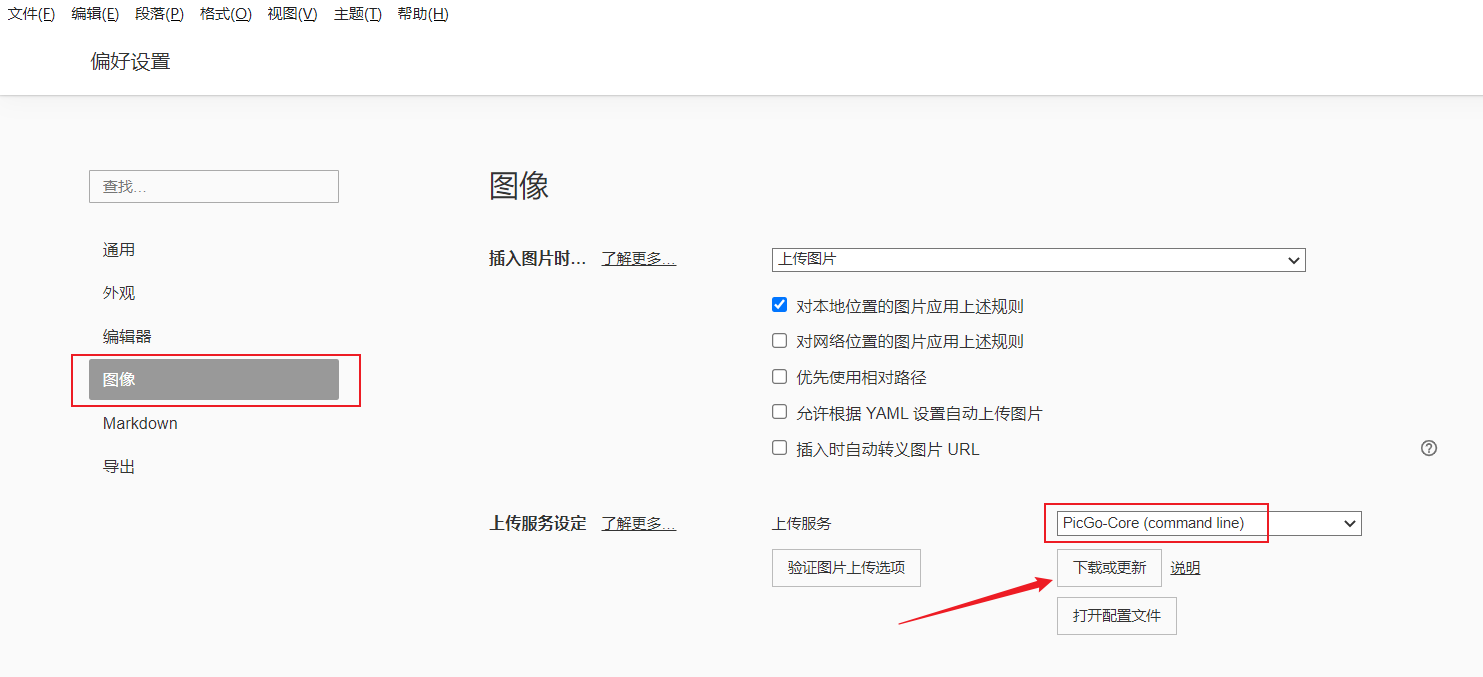 文件(F) 编辑(E) 段落(P) 格式(O) 视图(V) 主题(T) 帮助(H)
偏好设置
查找...
通用
外观
编辑器
图像
Markdown
导出
图像
插入图片时... 了解更多... 上传图片
对本地位置的图片应用上述规则
对网络位置的图片应用上述规则
优先使用相对路径
允许根据 YAML 设置自动上传图片
插入时自动转义图片 URL
上传服务设定 了解更多... 上传服务 PicGo-Core (command line)
验证图片上传选项 下载或更新 说明
打开配置文件